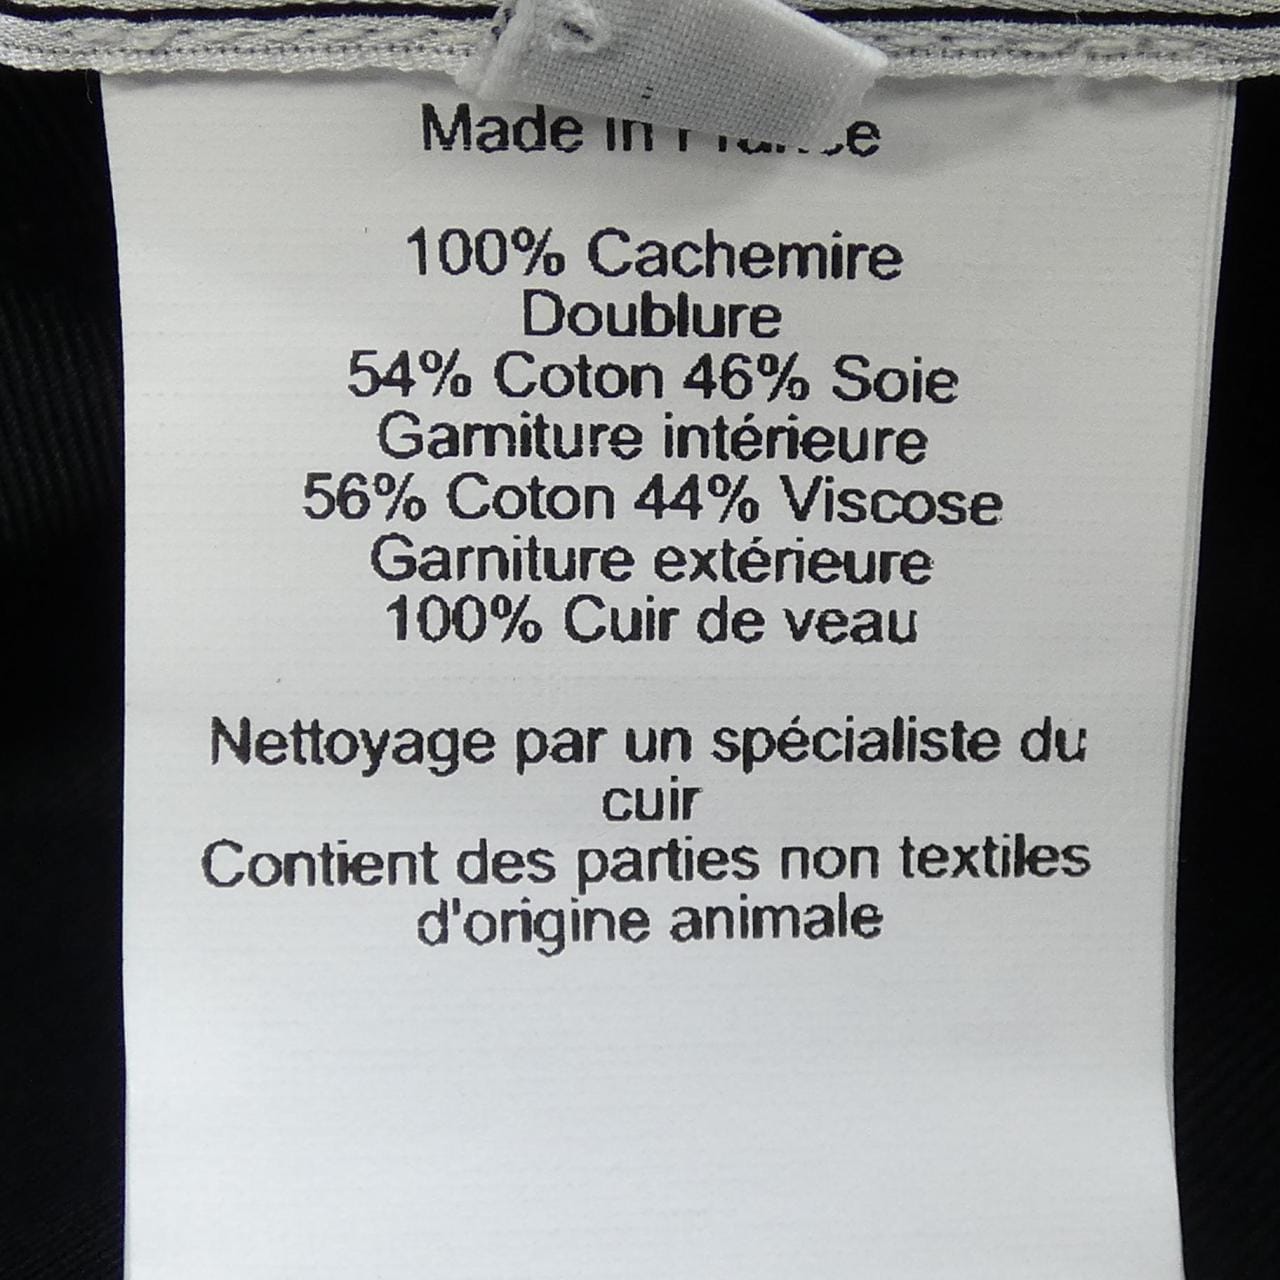 Made in France
100% Cachemire
Doublure
54% Coton 46% Soie
Garniture intérieure
56% Coton 44% Viscose
Garniture extérieure
100% Cuir de veau
Nettoyage par un spécialiste du
cuir
Contient des parties non textiles
d'origine animale